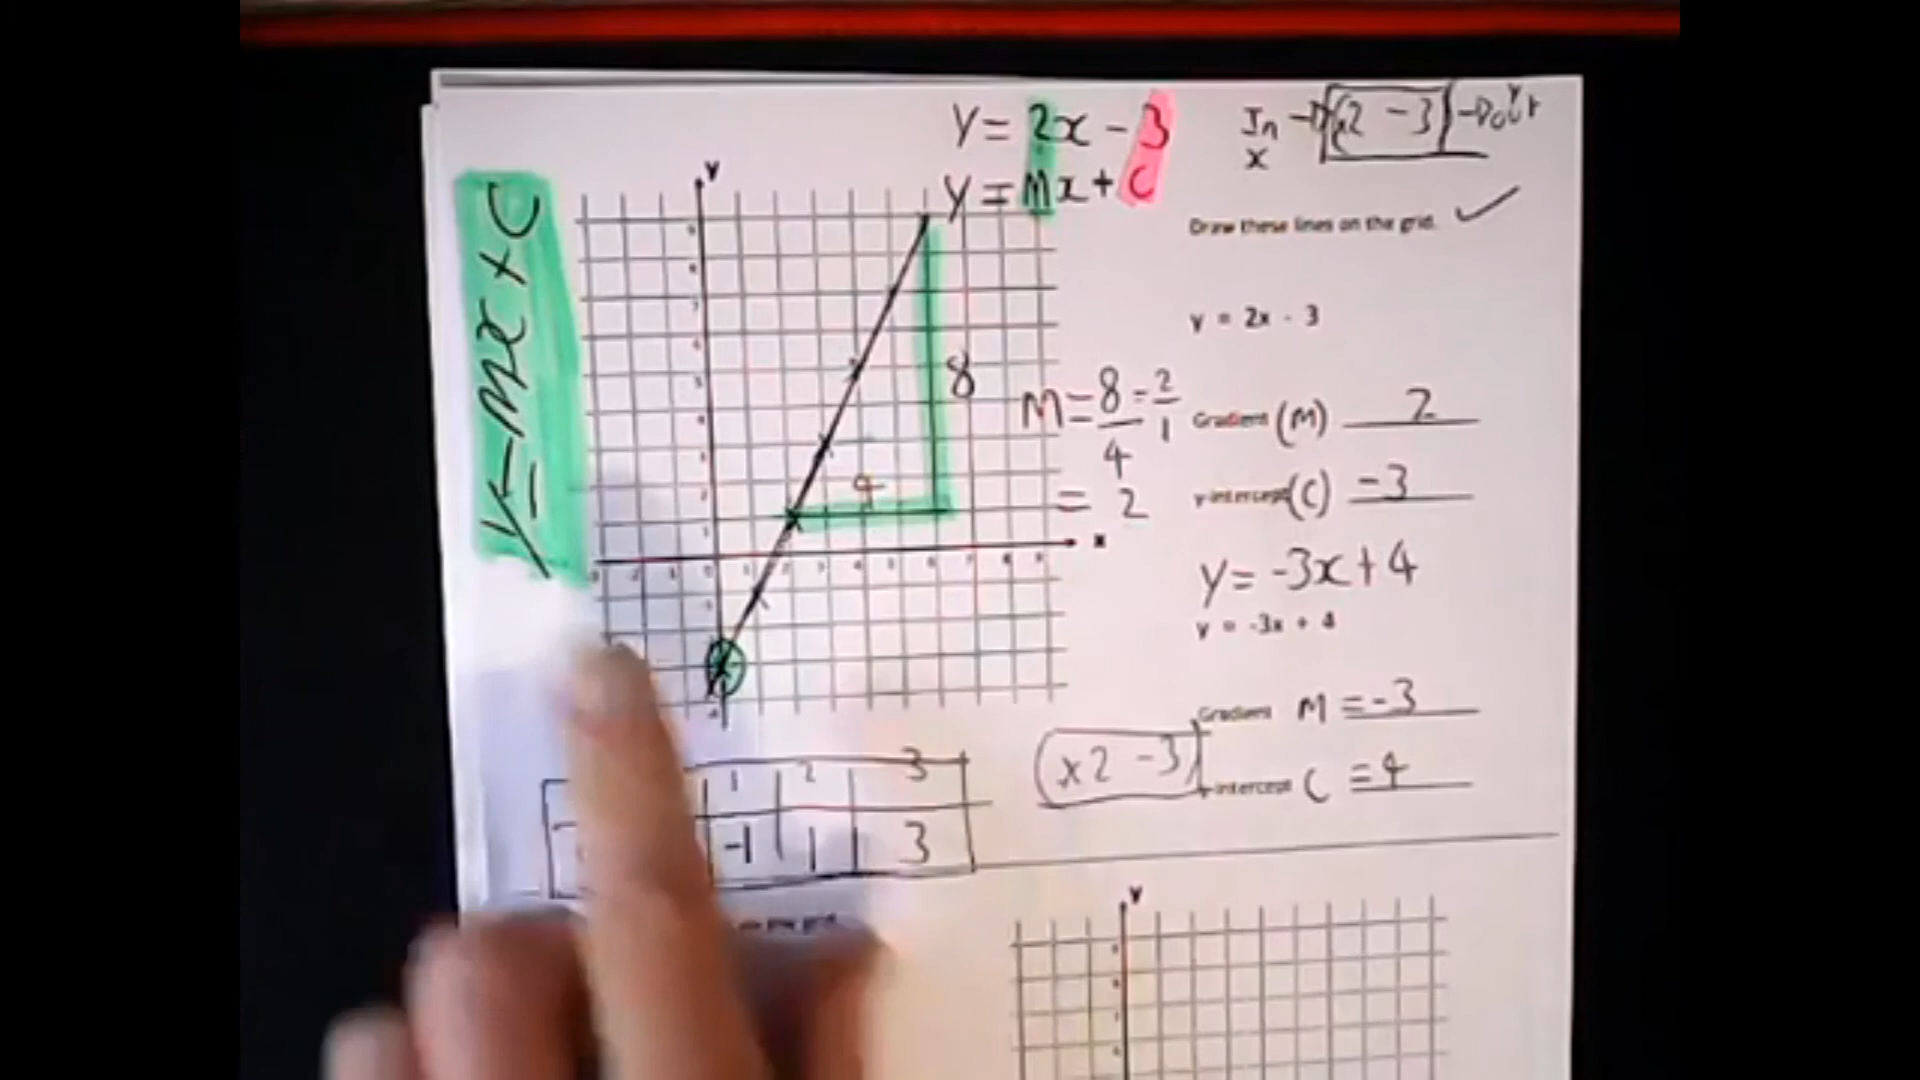 y = 2x - 3
y = Mx + C
In → (x2 - 3) → Out
x
y
y = Mx + C
Draw these lines on the grid.
y = 2x - 3
8
4
M = 8/4 = 2/1
= 2
Gradient (M) 2
y-intercept (C) -3
x
y = -3x + 4
y = -3x + 4
Gradient M = -3
y-intercept C = 4
x2 - 3
1 2 3
-1 1 3
Y